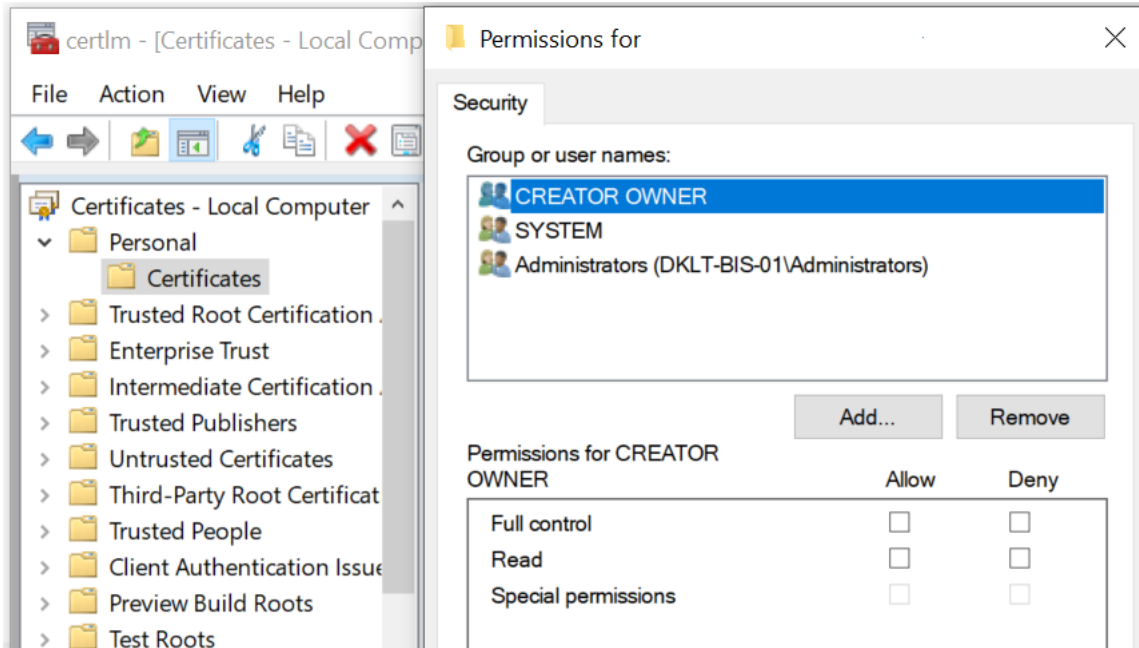 certlm - [Certificates - Local Comp
File Action View Help
Certificates - Local Computer
Personal
Certificates
Trusted Root Certification .
Enterprise Trust
Intermediate Certification .
Trusted Publishers
Untrusted Certificates
Third-Party Root Certificat
Trusted People
Client Authentication Issue
Preview Build Roots
Test Roots
Permissions for
Security
Group or user names:
CREATOR OWNER
SYSTEM
Administrators (DKLT-BIS-01\Administrators)
Add... Remove
Permissions for CREATOR
OWNER Allow Deny
Full control
Read
Special permissions